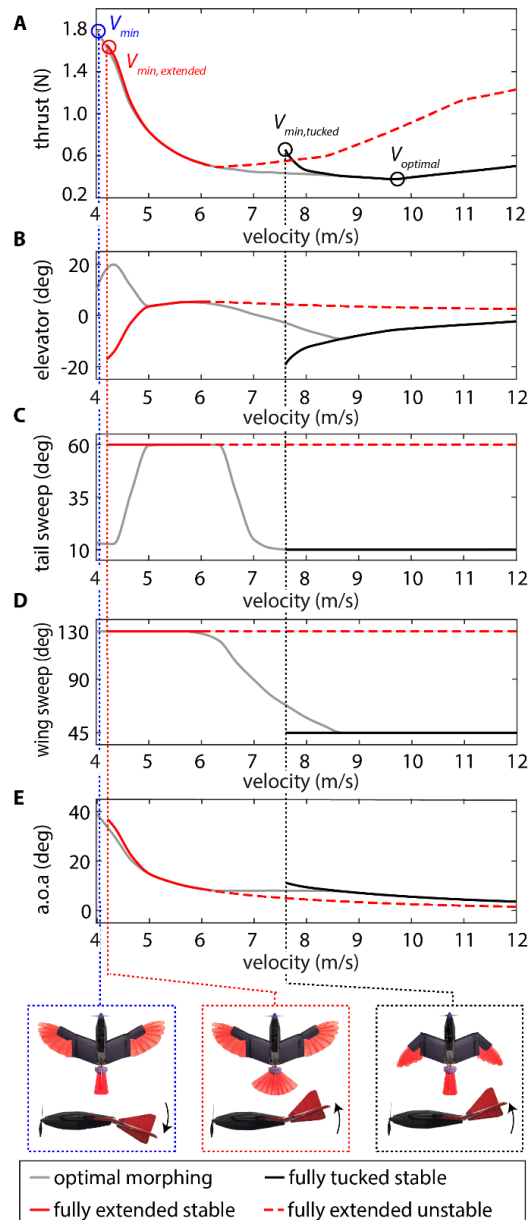 A
V min
V min, extended
V min,tucked
V optimal
thrust (N)
1.8
1.4
1.0
0.6
0.2
4 5 6 7 8 9 10 11 12
velocity (m/s)
B
elevator (deg)
20
0
-20
4 5 6 7 8 9 10 11 12
velocity (m/s)
C
tail sweep (deg)
60
35
10
4 5 6 7 8 9 10 11 12
velocity (m/s)
D
wing sweep (deg)
130
90
45
4 5 6 7 8 9 10 11 12
velocity (m/s)
E
a.o.a (deg)
40
20
0
4 5 6 7 8 9 10 11 12
velocity (m/s)
optimal morphing
fully tucked stable
fully extended stable
fully extended unstable